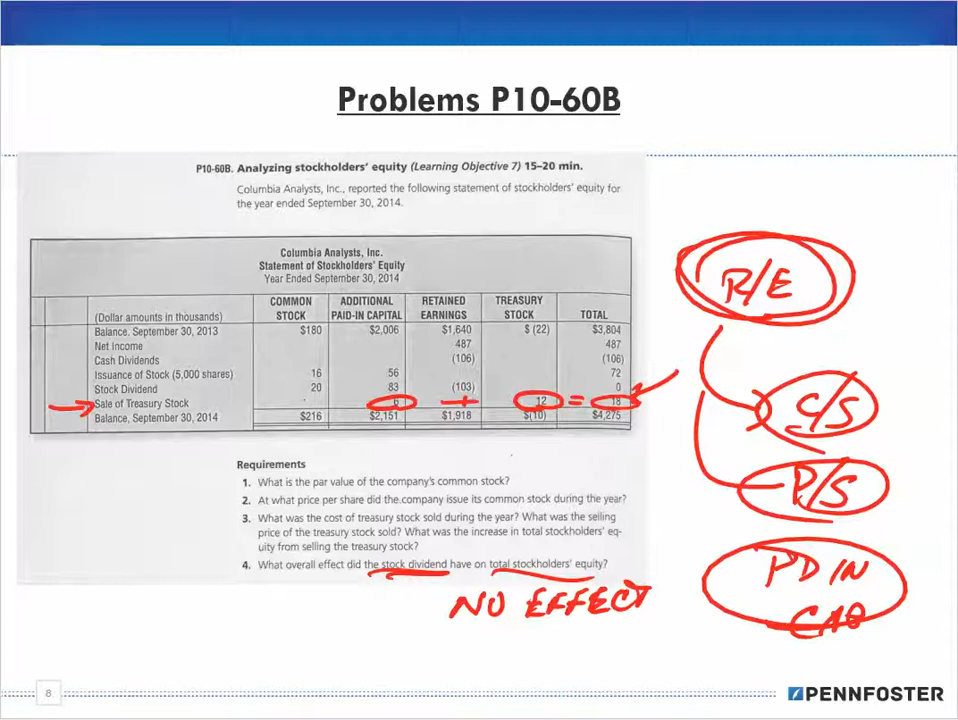 Problems P10-60B
P10-60B. Analyzing stockholders' equity (Learning Objective 7) 15–20 min.
Columbia Analysts, Inc., reported the following statement of stockholders' equity for
the year ended September 30, 2014.
Columbia Analysts, Inc.
Statement of Stockholders' Equity
Year Ended September 30, 2014
(Dollar amounts in thousands) COMMON STOCK ADDITIONAL PAID-IN CAPITAL RETAINED EARNINGS TREASURY STOCK TOTAL
Balance, September 30, 2013 $180 $2,006 $1,640 $ (22) $3,804
Net Income 487 487
Cash Dividends (106) (106)
Issuance of Stock (5,000 shares) 16 56 72
Stock Dividend 20 83 (103) 0
Sale of Treasury Stock 6 + 12 = 18
Balance, September 30, 2014 $216 $2,151 $1,918 $(10) $4,275
Requirements
1. What is the par value of the company's common stock?
2. At what price per share did the company issue its common stock during the year?
3. What was the cost of treasury stock sold during the year? What was the selling
price of the treasury stock sold? What was the increase in total stockholders' eq-
uity from selling the treasury stock?
4. What overall effect did the stock dividend have on total stockholders' equity?
NO EFFECT
R/E
C/S
P/S
PD IN
CAP
8
PENNFOSTER